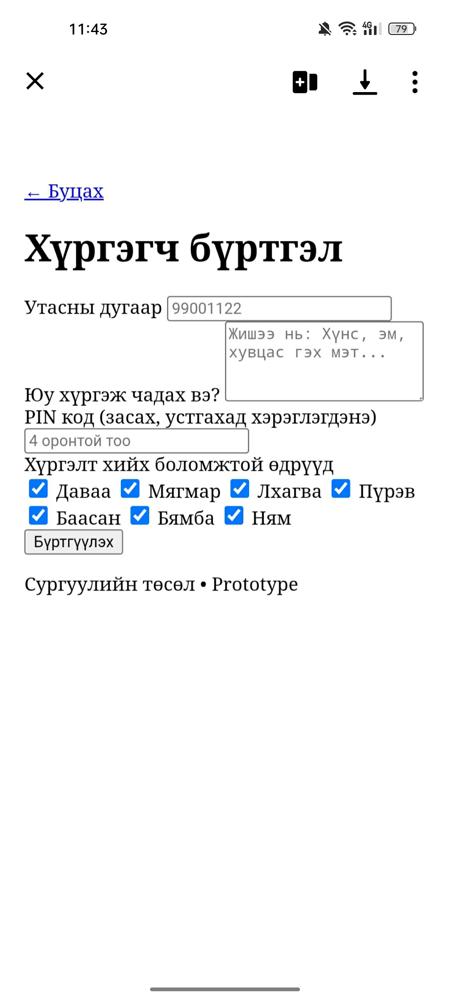 11:43
4G
79
← Буцах
Хүргэгч бүртгэл
Утасны дугаар 99001122
Жишээ нь: Хүнс, эм,
хувцас гэх мэт...
Юу хүргэж чадах вэ?
PIN код (засах, устгахад хэрэглэгдэнэ)
4 оронтой тоо
Хүргэлт хийх боломжтой өдрүүд
Даваа Мягмар Лхагва Пүрэв
Баасан Бямба Ням
Бүртгүүлэх
Сургуулийн төсөл • Prototype